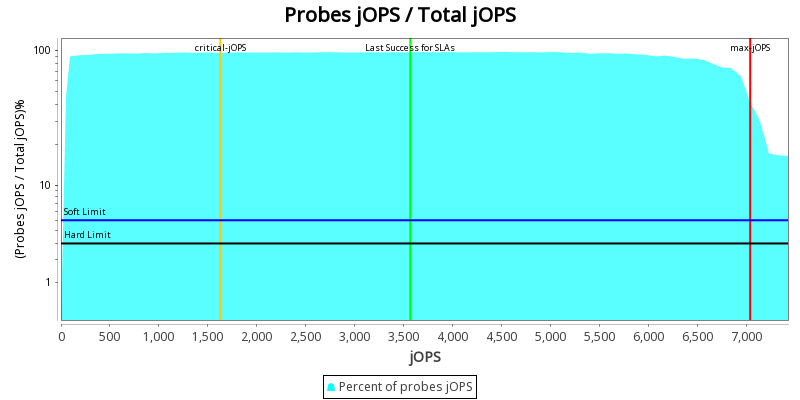 Probes jOPS / Total jOPS
(Probes jOPS / Total jOPS)%
100
10
1
critical-jOPS
Last Success for SLAs
max-jOPS
Soft Limit
Hard Limit
0 500 1,000 1,500 2,000 2,500 3,000 3,500 4,000 4,500 5,000 5,500 6,000 6,500 7,000
jOPS
Percent of probes jOPS